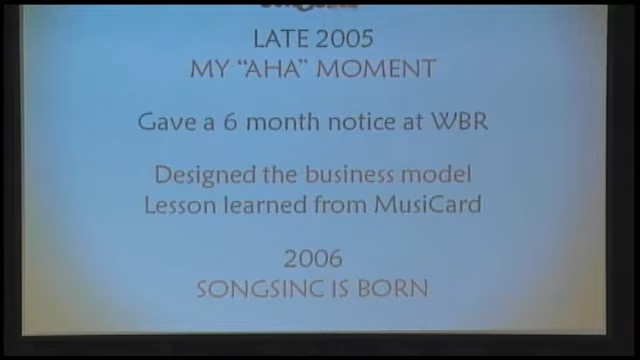 LATE 2005
MY "AHA" MOMENT
Gave a 6 month notice at WBR
Designed the business model
Lesson learned from MusiCard
2006
SONGSINC IS BORN